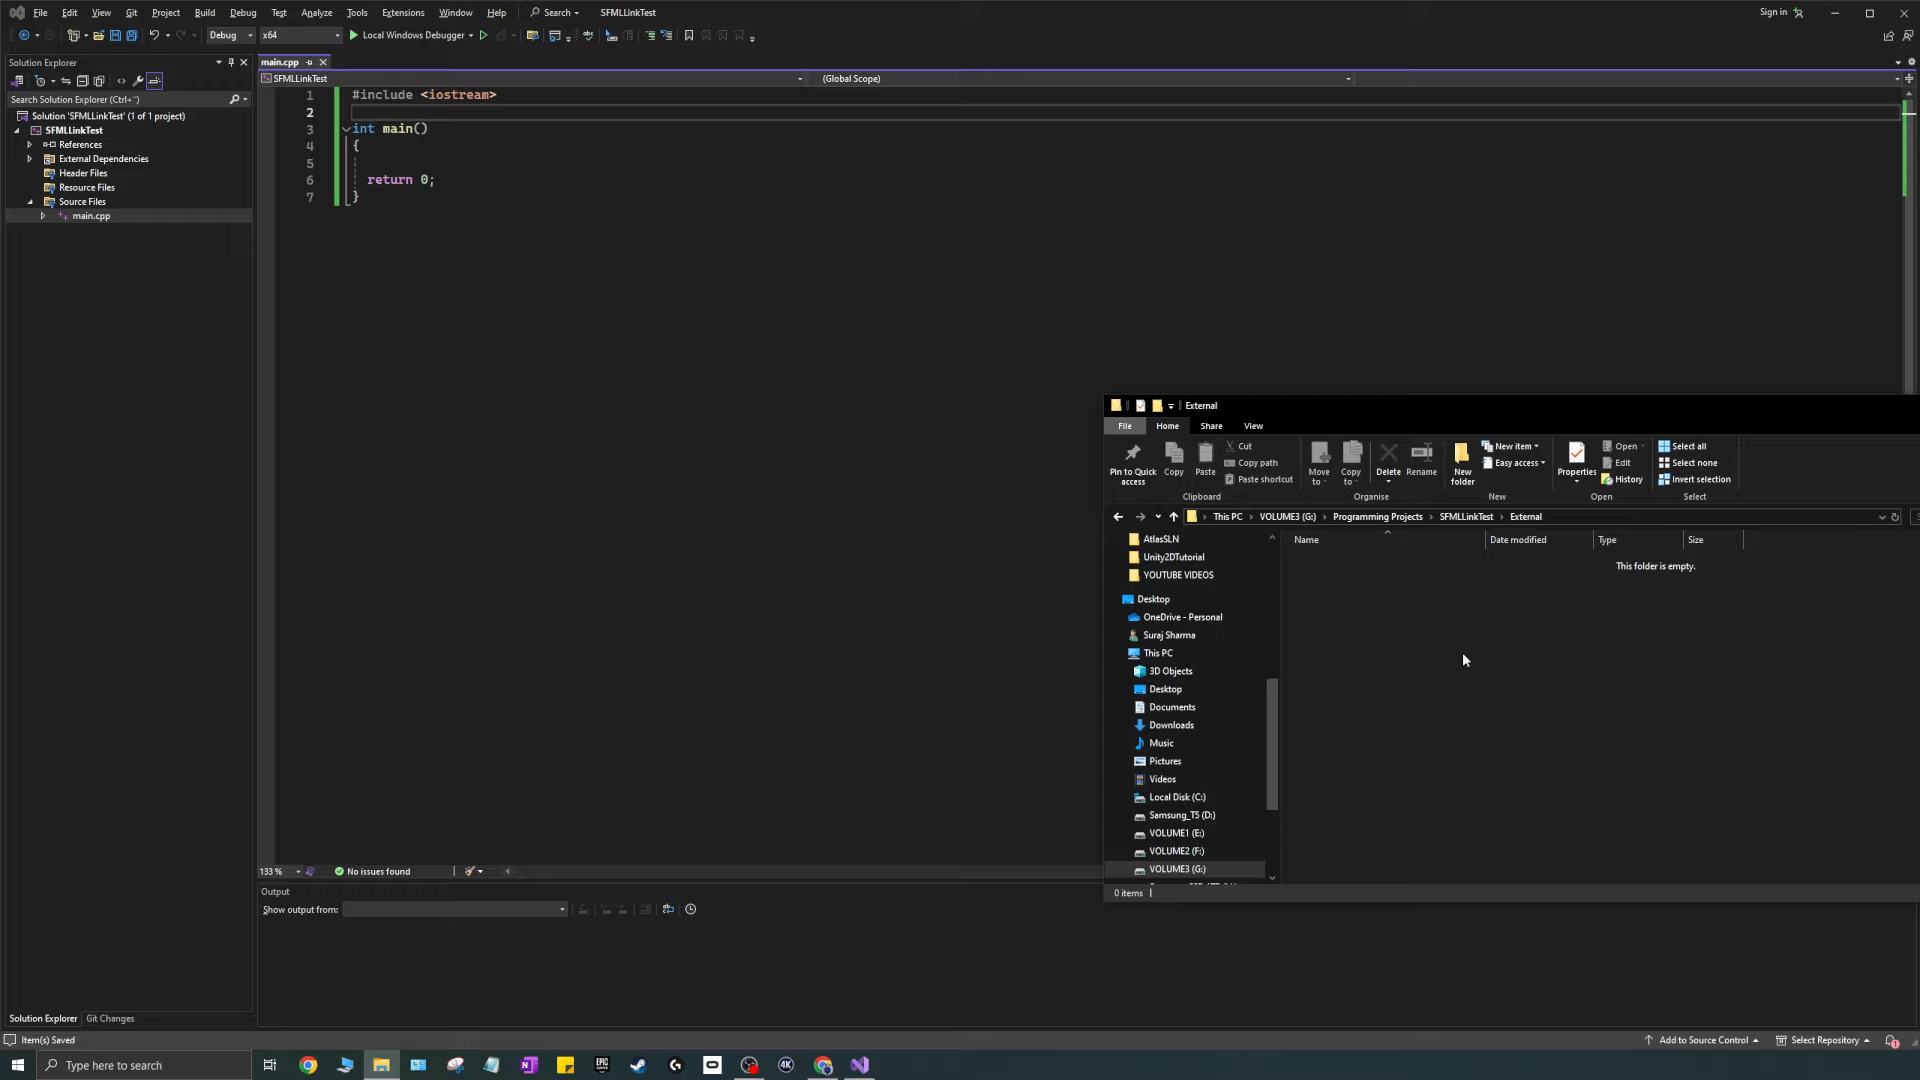 File Edit View Git Project Build Debug Test Analyze Tools Extensions Window Help Search SFMLLinkTest Sign in
Debug x64 Local Windows Debugger
Solution Explorer
Search Solution Explorer (Ctrl+¨)
Solution 'SFMLLinkTest' (1 of 1 project)
SFMLLinkTest
References
External Dependencies
Header Files
Resource Files
Source Files
main.cpp
main.cpp
SFMLLinkTest (Global Scope)
1 #include <iostream>
2
3 int main()
4 {
5
6 return 0;
7 }
External
File Home Share View
Pin to Quick access
Copy
Paste
Cut
Copy path
Paste shortcut
Clipboard
Move to
Copy to
Delete
Rename
Organise
New folder
New item
Easy access
New
Properties
Open
Edit
History
Open
Select all
Select none
Invert selection
Select
This PC VOLUME3 (G:) Programming Projects SFMLLinkTest External
Name Date modified Type Size
This folder is empty.
AtlasSLN
Unity2DTutorial
YOUTUBE VIDEOS
Desktop
OneDrive - Personal
Suraj Sharma
This PC
3D Objects
Desktop
Documents
Downloads
Music
Pictures
Videos
Local Disk (C:)
Samsung_T5 (D:)
VOLUME1 (E:)
VOLUME2 (F:)
VOLUME3 (G:)
0 items
133 % No issues found
Output
Show output from:
Solution Explorer Git Changes
Item(s) Saved Add to Source Control Select Repository 1
Type here to search
EPIC GAMES
4K